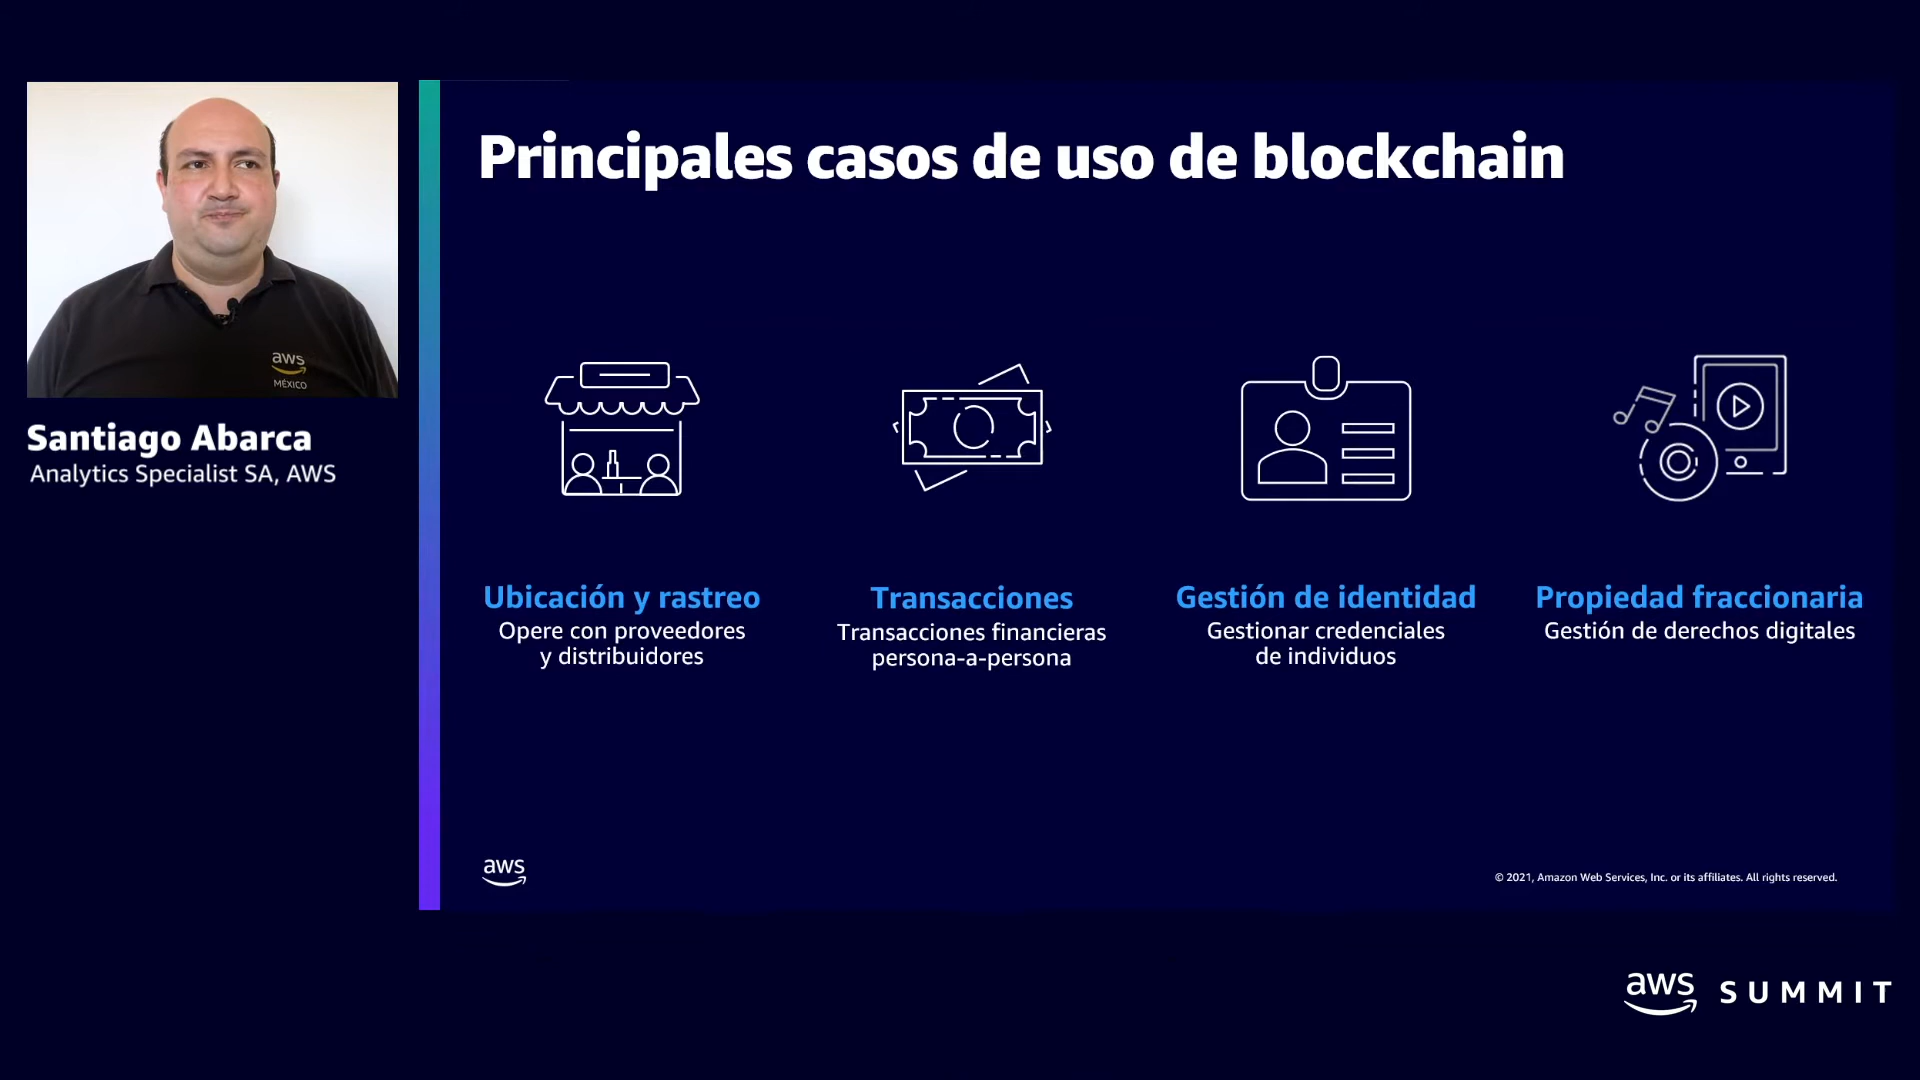 aws
MÉXICO
Santiago Abarca
Analytics Specialist SA, AWS
Principales casos de uso de blockchain
Ubicación y rastreo
Opere con proveedores
y distribuidores
Transacciones
Transacciones financieras
persona-a-persona
Gestión de identidad
Gestionar credenciales
de individuos
Propiedad fraccionaria
Gestión de derechos digitales
aws
© 2021, Amazon Web Services, Inc. or its affiliates. All rights reserved.
aws SUMMIT